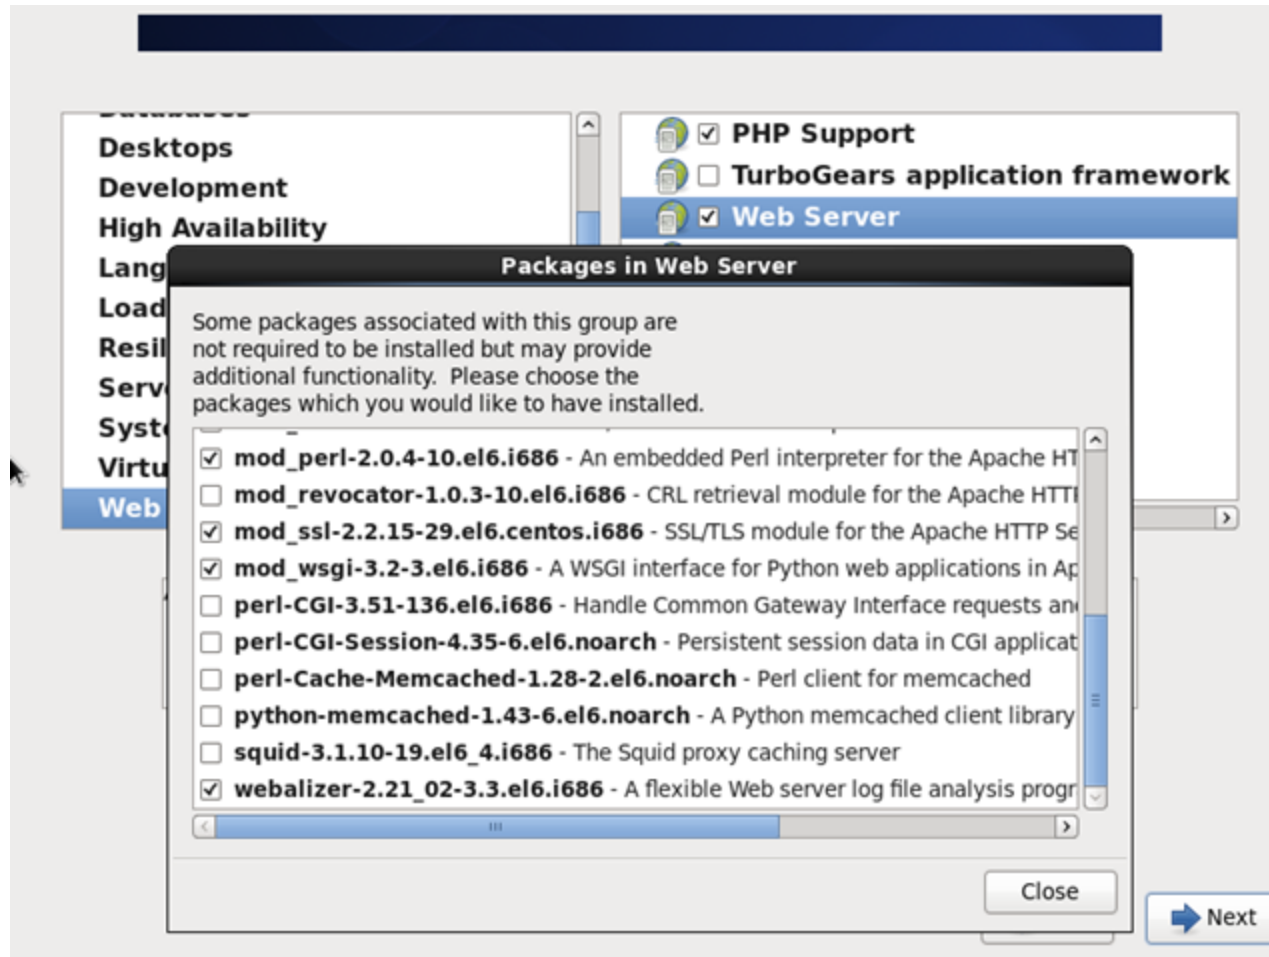 Databases
Desktops
Development
High Availability
Lang
Load
Resil
Serv
Syst
Virtu
Web
PHP Support
TurboGears application framework
Web Server
Packages in Web Server
Some packages associated with this group are
not required to be installed but may provide
additional functionality. Please choose the
packages which you would like to have installed.
mod_perl-2.0.4-10.el6.i686 - An embedded Perl interpreter for the Apache HT
mod_revocator-1.0.3-10.el6.i686 - CRL retrieval module for the Apache HTT
mod_ssl-2.2.15-29.el6.centos.i686 - SSL/TLS module for the Apache HTTP Se
mod_wsgi-3.2-3.el6.i686 - A WSGI interface for Python web applications in Ap
perl-CGI-3.51-136.el6.i686 - Handle Common Gateway Interface requests an
perl-CGI-Session-4.35-6.el6.noarch - Persistent session data in CGI applicat
perl-Cache-Memcached-1.28-2.el6.noarch - Perl client for memcached
python-memcached-1.43-6.el6.noarch - A Python memcached client library
squid-3.1.10-19.el6_4.i686 - The Squid proxy caching server
webalizer-2.21_02-3.3.el6.i686 - A flexible Web server log file analysis progr
Close
Next